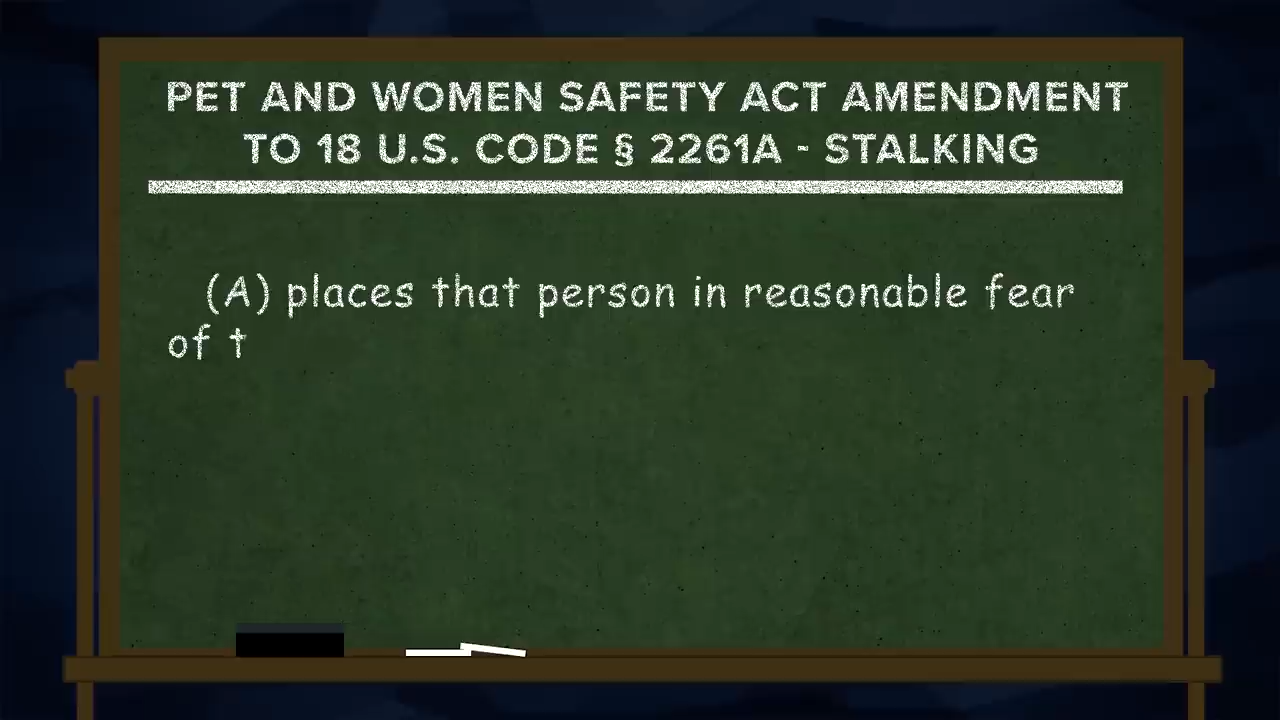 PET AND WOMEN SAFETY ACT AMENDMENT
TO 18 U.S. CODE § 2261A - STALKING
(A) places that person in reasonable fear
of t